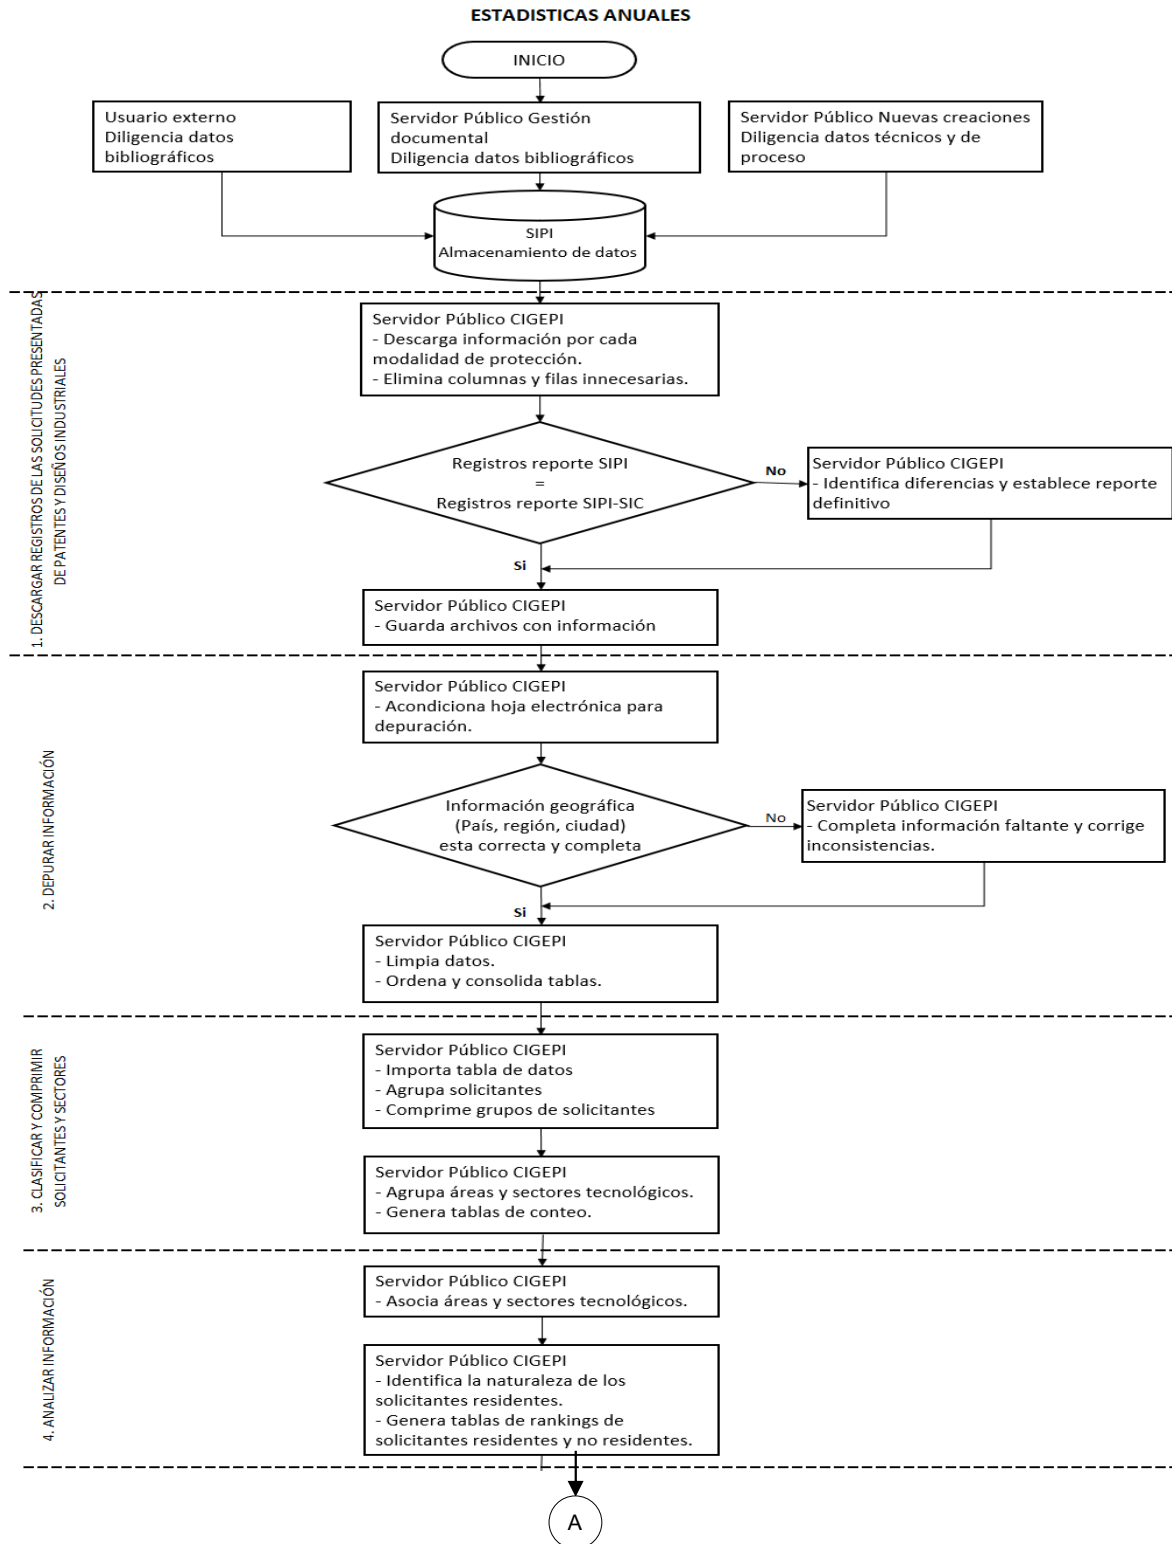 ESTADISTICAS ANUALES
INICIO
Usuario externo
Diligencia datos
bibliográficos
Servidor Público Gestión
documental
Diligencia datos bibliográficos
Servidor Público Nuevas creaciones
Diligencia datos técnicos y de
proceso
SIPI
Almacenamiento de datos
1. DESCARGAR REGISTROS DE LAS SOLICITUDES PRESENTADAS
DE PATENTES Y DISEÑOS INDUSTRIALES
Servidor Público CIGEPI
- Descarga información por cada
modalidad de protección.
- Elimina columnas y filas innecesarias.
Registros reporte SIPI
=
Registros reporte SIPI-SIC
No
Servidor Público CIGEPI
- Identifica diferencias y establece reporte
definitivo
Si
Servidor Público CIGEPI
- Guarda archivos con información
2. DEPURAR INFORMACIÓN
Servidor Público CIGEPI
- Acondiciona hoja electrónica para
depuración.
Información geográfica
(País, región, ciudad)
esta correcta y completa
No
Servidor Público CIGEPI
- Completa información faltante y corrige
inconsistencias.
Si
Servidor Público CIGEPI
- Limpia datos.
- Ordena y consolida tablas.
3. CLASIFICAR Y COMPRIMIR
SOLICITANTES Y SECTORES
Servidor Público CIGEPI
- Importa tabla de datos
- Agrupa solicitantes
- Comprime grupos de solicitantes
Servidor Público CIGEPI
- Agrupa áreas y sectores tecnológicos.
- Genera tablas de conteo.
4. ANALIZAR INFORMACIÓN
Servidor Público CIGEPI
- Asocia áreas y sectores tecnológicos.
Servidor Público CIGEPI
- Identifica la naturaleza de los
solicitantes residentes.
- Genera tablas de rankings de
solicitantes residentes y no residentes.
A